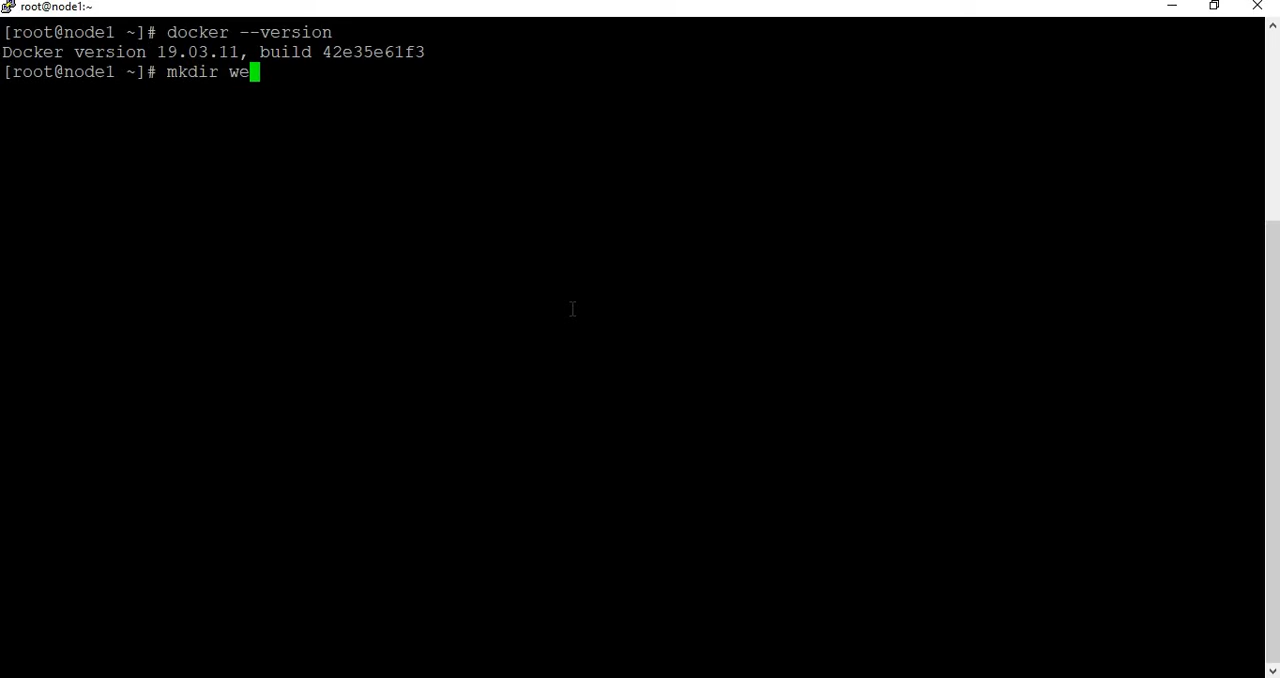 root@node1:~
[root@node1 ~]# docker --version
Docker version 19.03.11, build 42e35e61f3
[root@node1 ~]# mkdir we